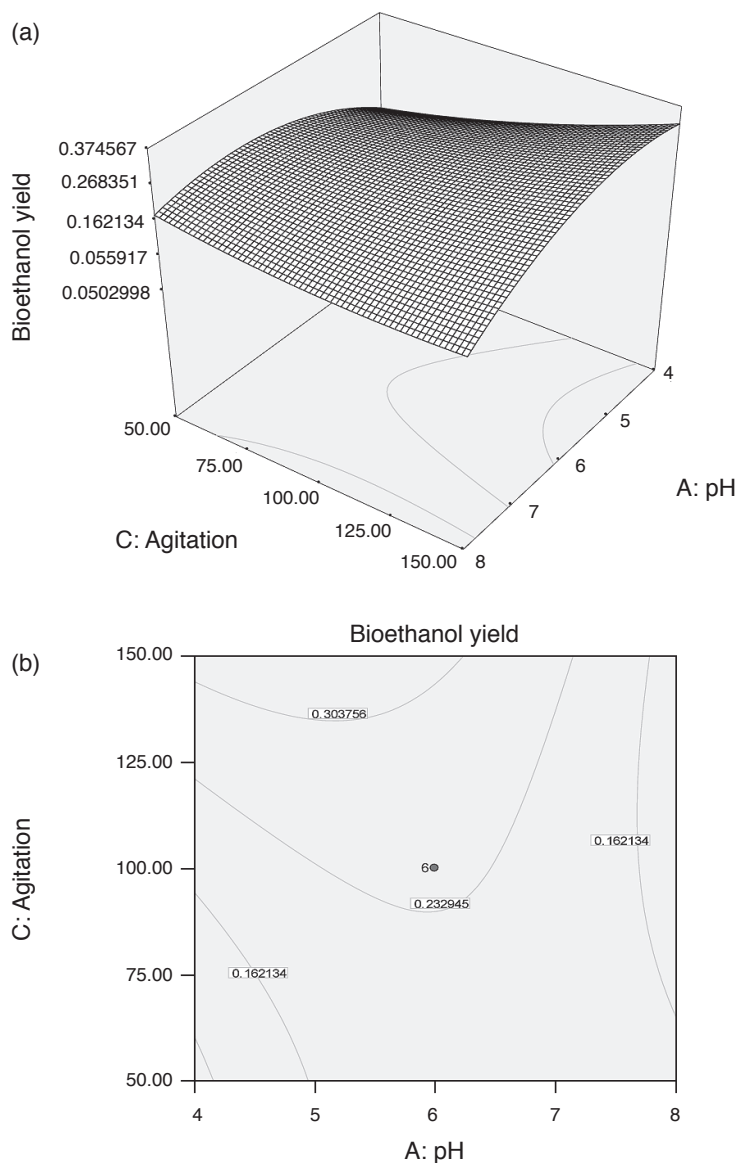 (a)
Bioethanol yield
0.374567
0.268351
0.162134
0.055917
0.0502998
50.00
75.00
100.00
125.00
150.00
C: Agitation
4
5
6
7
8
A: pH
(b)
Bioethanol yield
150.00
125.00
100.00
75.00
50.00
C: Agitation
0.303756
0.162134
6
0.232945
0.162134
4 5 6 7 8
A: pH